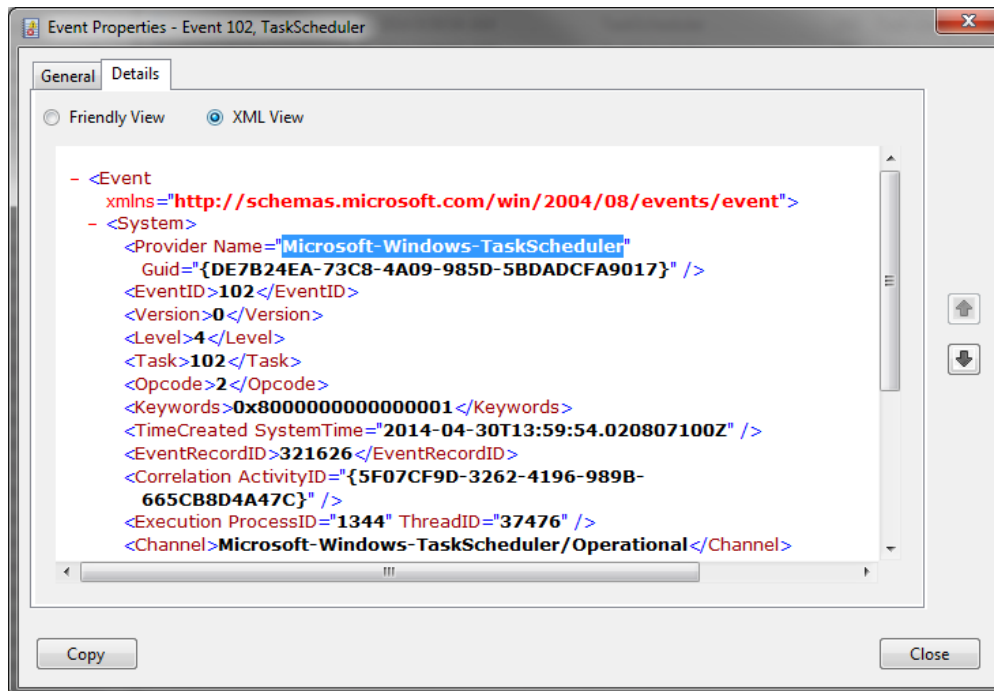 Event Properties - Event 102, TaskScheduler
General Details
Friendly View XML View
- <Event
xmlns="http://schemas.microsoft.com/win/2004/08/events/event">
- <System>
<Provider Name="Microsoft-Windows-TaskScheduler"
Guid="{DE7B24EA-73C8-4A09-985D-5BDADCFA9017}" />
<EventID>102</EventID>
<Version>0</Version>
<Level>4</Level>
<Task>102</Task>
<Opcode>2</Opcode>
<Keywords>0x8000000000000001</Keywords>
<TimeCreated SystemTime="2014-04-30T13:59:54.020807100Z" />
<EventRecordID>321626</EventRecordID>
<Correlation ActivityID="{5F07CF9D-3262-4196-989B-
665CB8D4A47C}" />
<Execution ProcessID="1344" ThreadID="37476" />
<Channel>Microsoft-Windows-TaskScheduler/Operational</Channel>
Copy Close